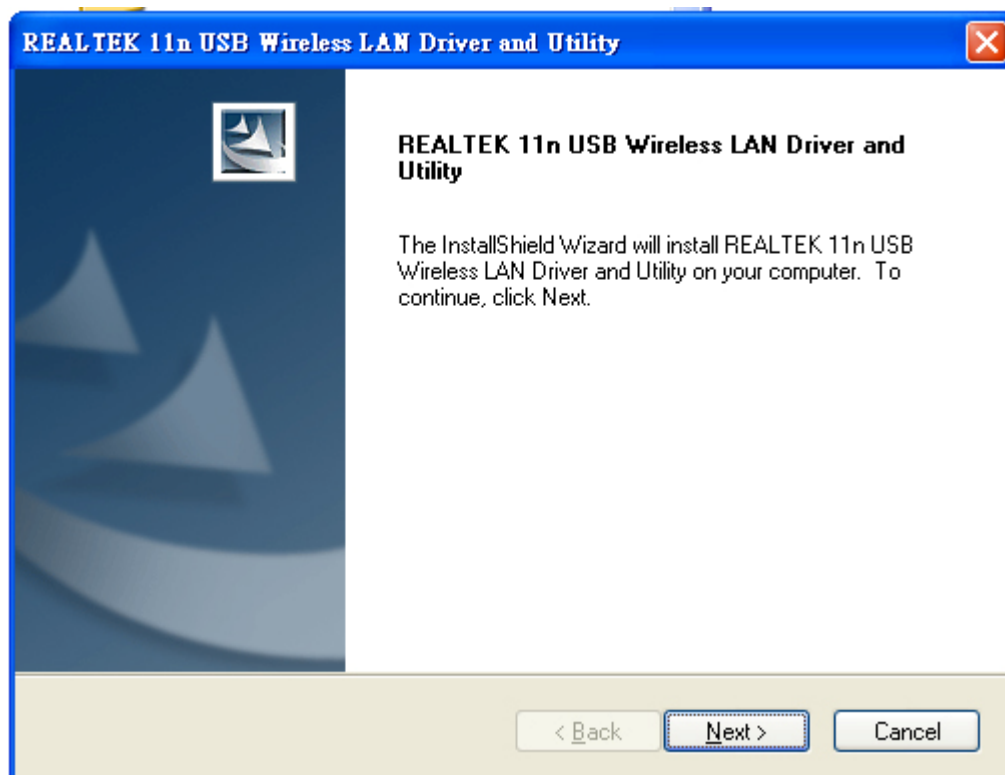 REALTEK 11n USB Wireless LAN Driver and Utility
REALTEK 11n USB Wireless LAN Driver and
Utility
The InstallShield Wizard will install REALTEK 11n USB
Wireless LAN Driver and Utility on your computer.  To
continue, click Next.
< Back
Next >
Cancel